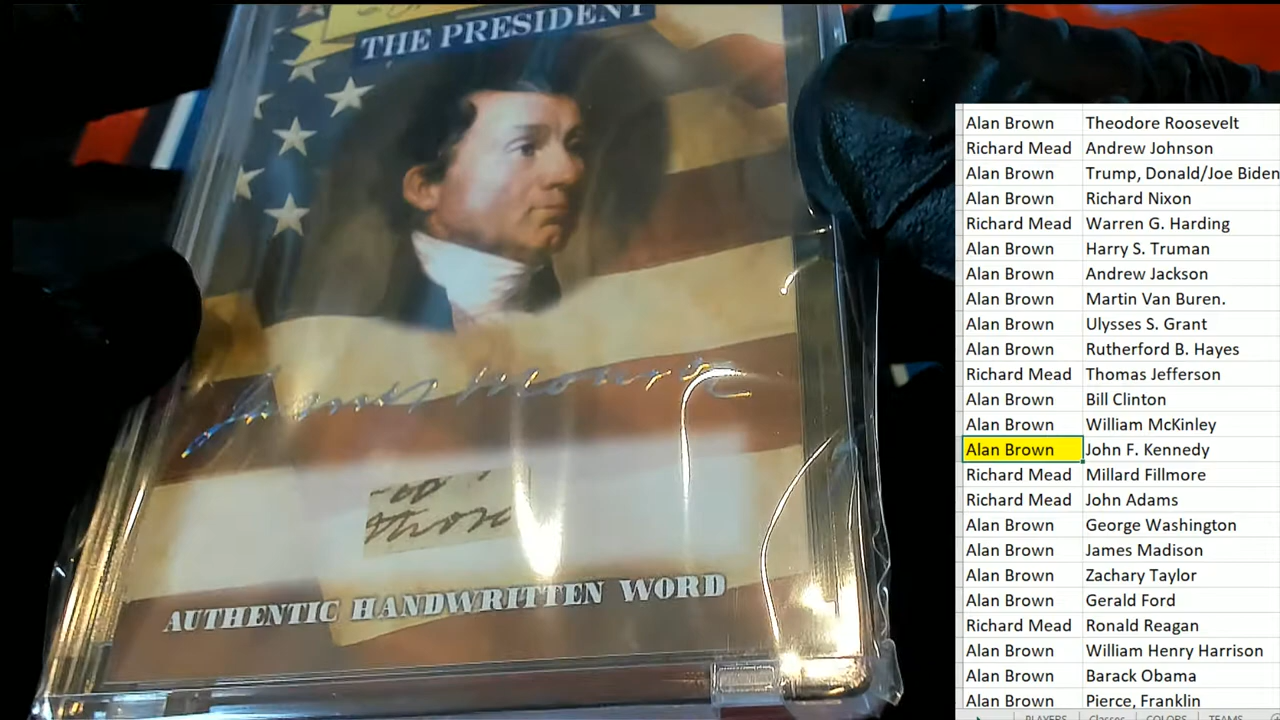 THE PRESIDENT
James Monroe
AUTHENTIC HANDWRITTEN WORD
Alan Brown Theodore Roosevelt
Richard Mead Andrew Johnson
Alan Brown Trump, Donald/Joe Biden
Alan Brown Richard Nixon
Richard Mead Warren G. Harding
Alan Brown Harry S. Truman
Alan Brown Andrew Jackson
Alan Brown Martin Van Buren.
Alan Brown Ulysses S. Grant
Alan Brown Rutherford B. Hayes
Richard Mead Thomas Jefferson
Alan Brown Bill Clinton
Alan Brown William McKinley
Alan Brown John F. Kennedy
Richard Mead Millard Fillmore
Richard Mead John Adams
Alan Brown George Washington
Alan Brown James Madison
Alan Brown Zachary Taylor
Alan Brown Gerald Ford
Richard Mead Ronald Reagan
Alan Brown William Henry Harrison
Alan Brown Barack Obama
Alan Brown Pierce, Franklin
PLAYERS Classes COLORS TEAMS